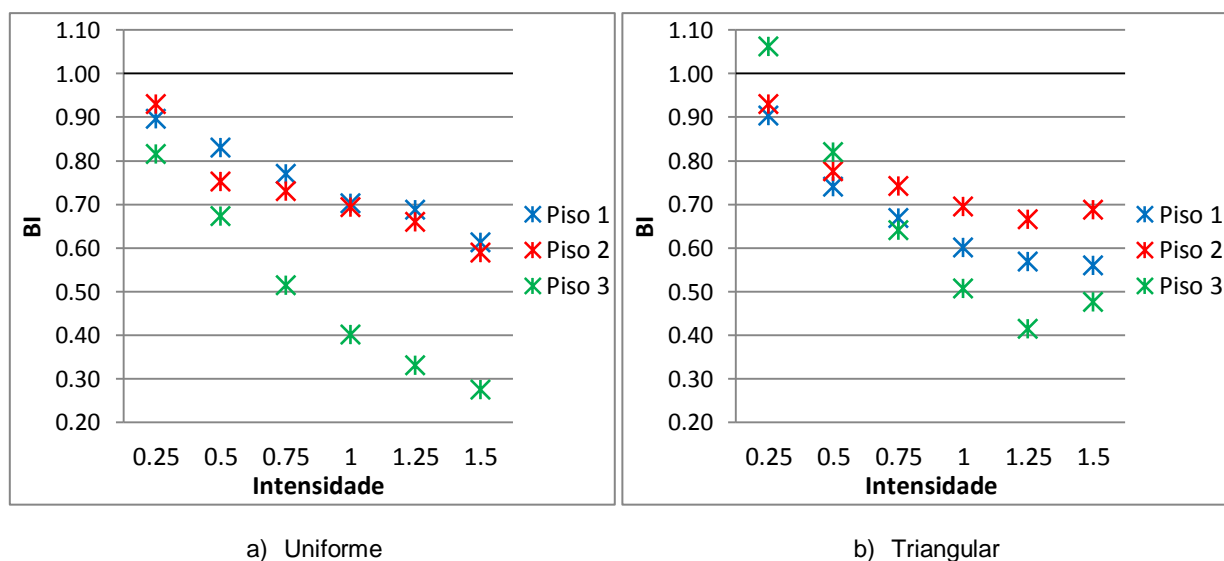 1.10
1.00
0.90
0.80
0.70
0.60
0.50
0.40
0.30
0.20
BI
0.25 0.5 0.75 1 1.25 1.5
Intensidade
Piso 1
Piso 2
Piso 3
a) Uniforme
1.10
1.00
0.90
0.80
0.70
0.60
0.50
0.40
0.30
0.20
BI
0.25 0.5 0.75 1 1.25 1.5
Intensidade
Piso 1
Piso 2
Piso 3
b) Triangular